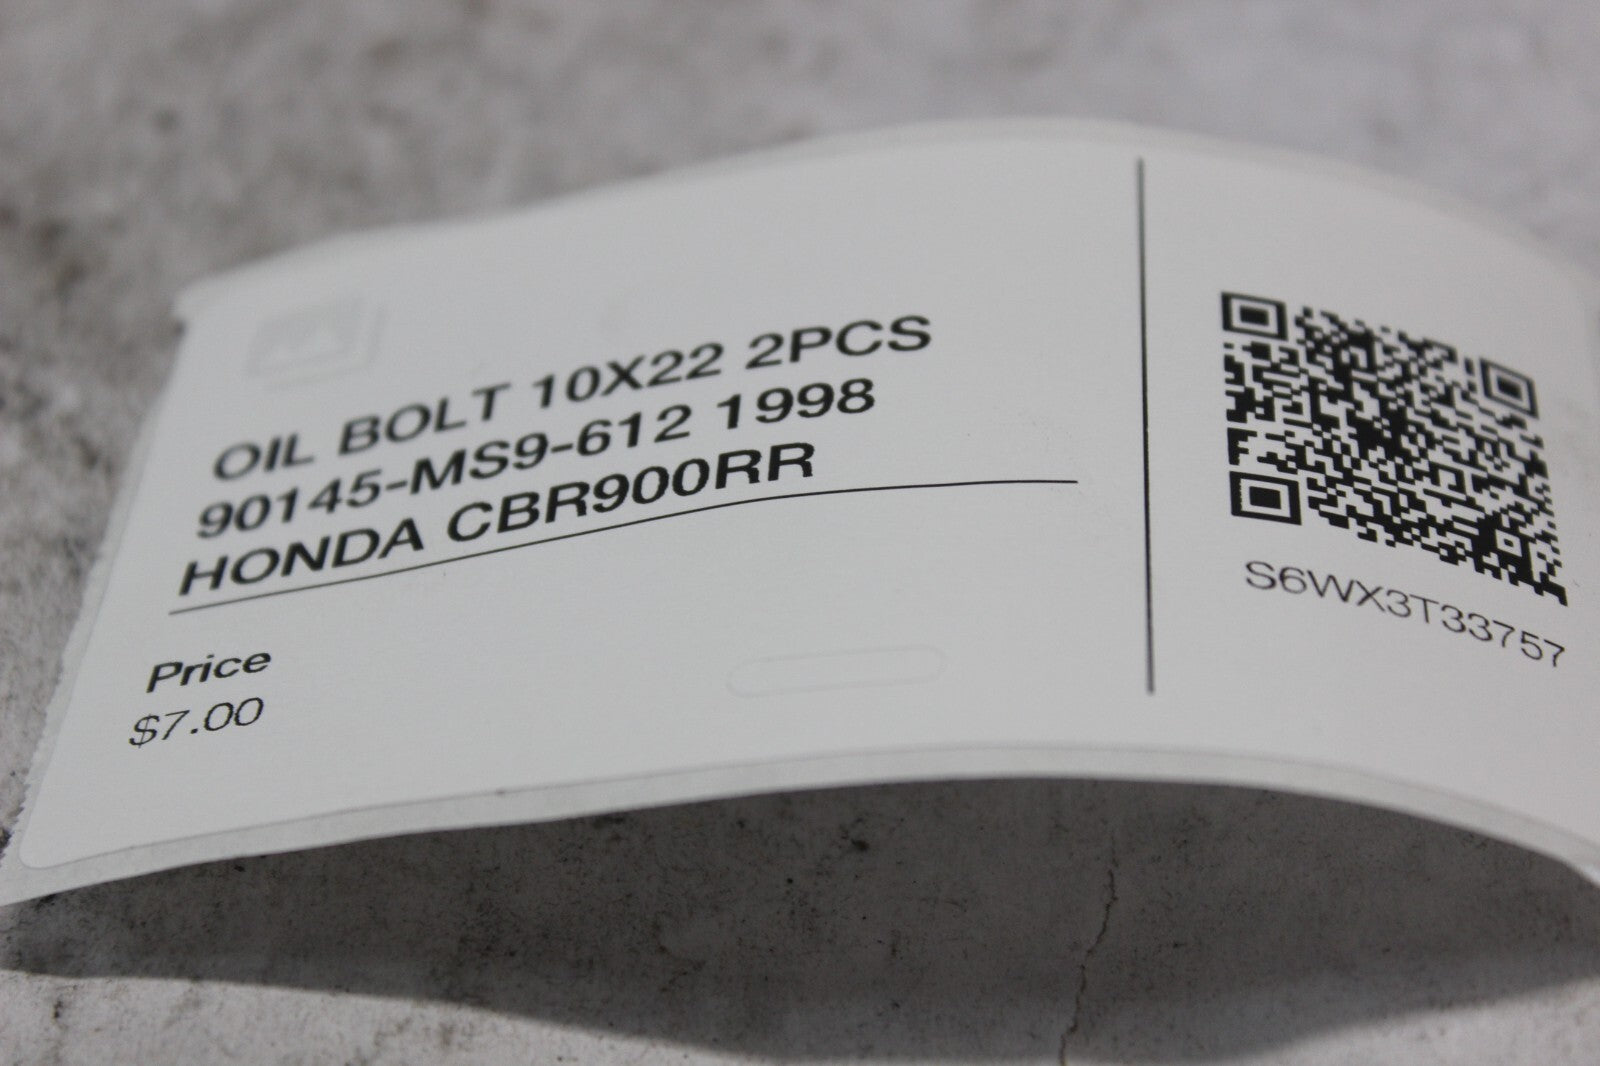 OIL BOLT 10X22 2PCS
90145-MS9-612 1998
HONDA CBR900RR
Price
$7.00
S6WX3T33757